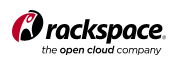 rackspace.
the open cloud company